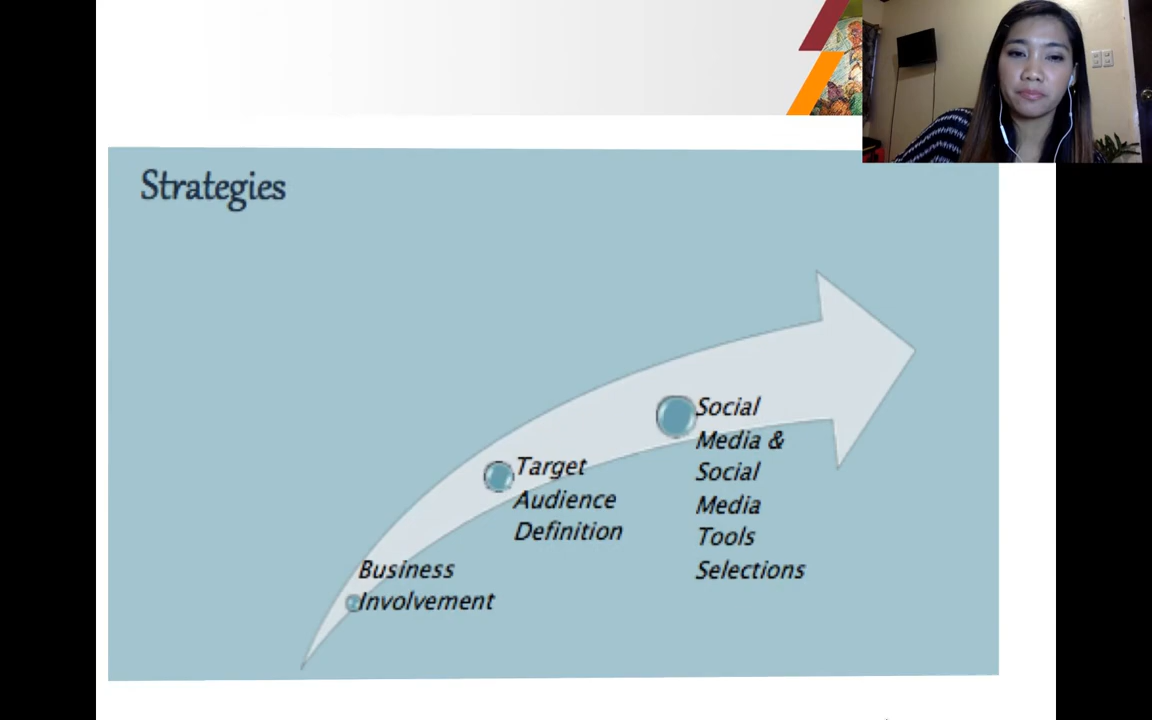 Strategies
Social
Media &
Social
Media
Tools
Selections
Target
Audience
Definition
Business
Involvement